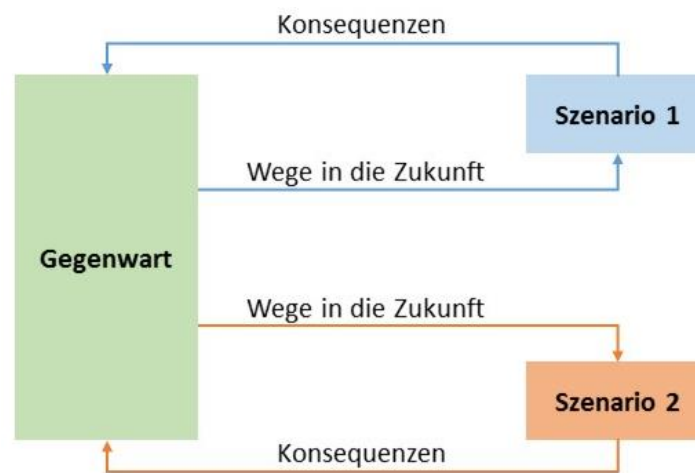 Konsequenzen
Szenario 1
Wege in die Zukunft
Gegenwart
Wege in die Zukunft
Szenario 2
Konsequenzen